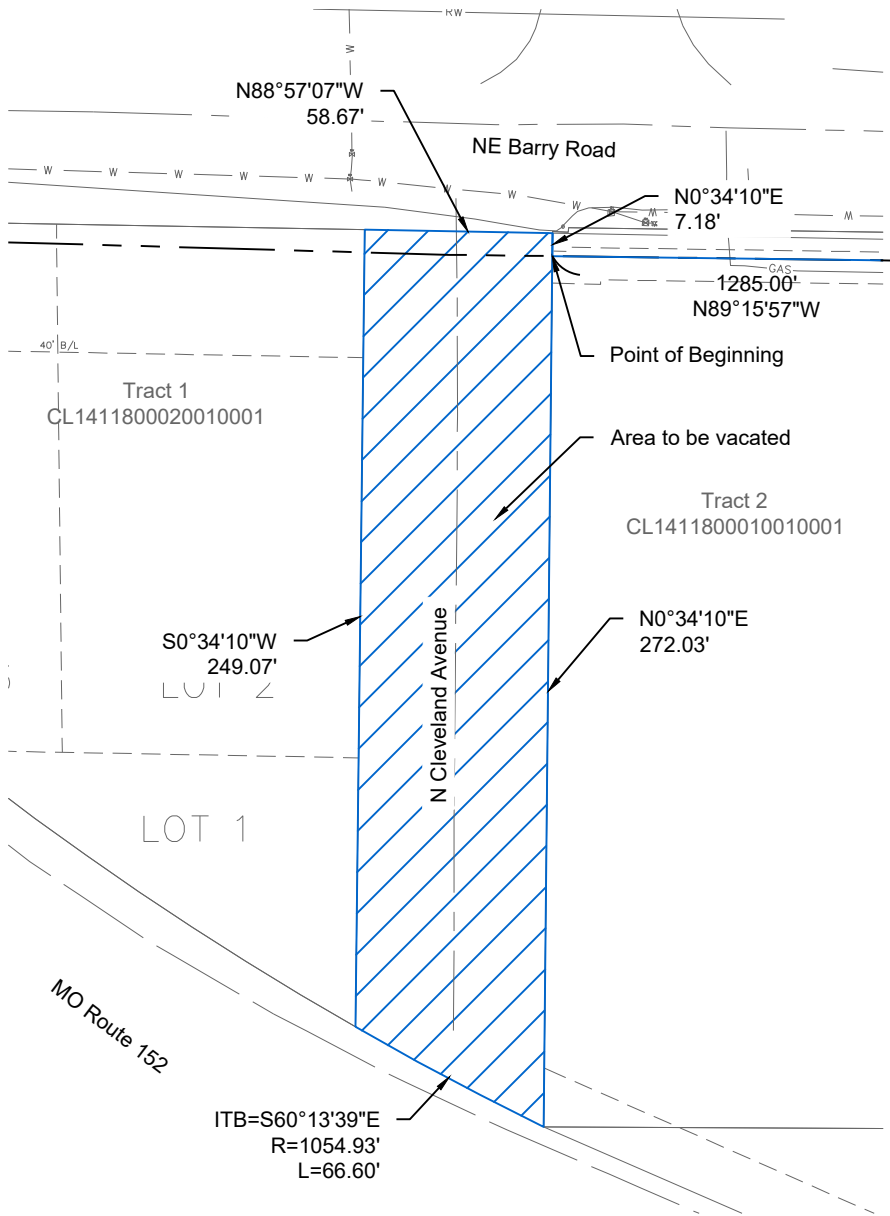 RW
W
N88°57'07"W
58.67'
NE Barry Road
W W W W W W W W W
N0°34'10"E
7.18'
GAS
1285.00'
N89°15'57"W
40' B/L
Point of Beginning
Tract 1
CL1411800020010001
Area to be vacated
Tract 2
CL1411800010010001
N Cleveland Avenue
S0°34'10"W
249.07'
N0°34'10"E
272.03'
LOT 2
LOT 1
MO Route 152
ITB=S60°13'39"E
R=1054.93'
L=66.60'